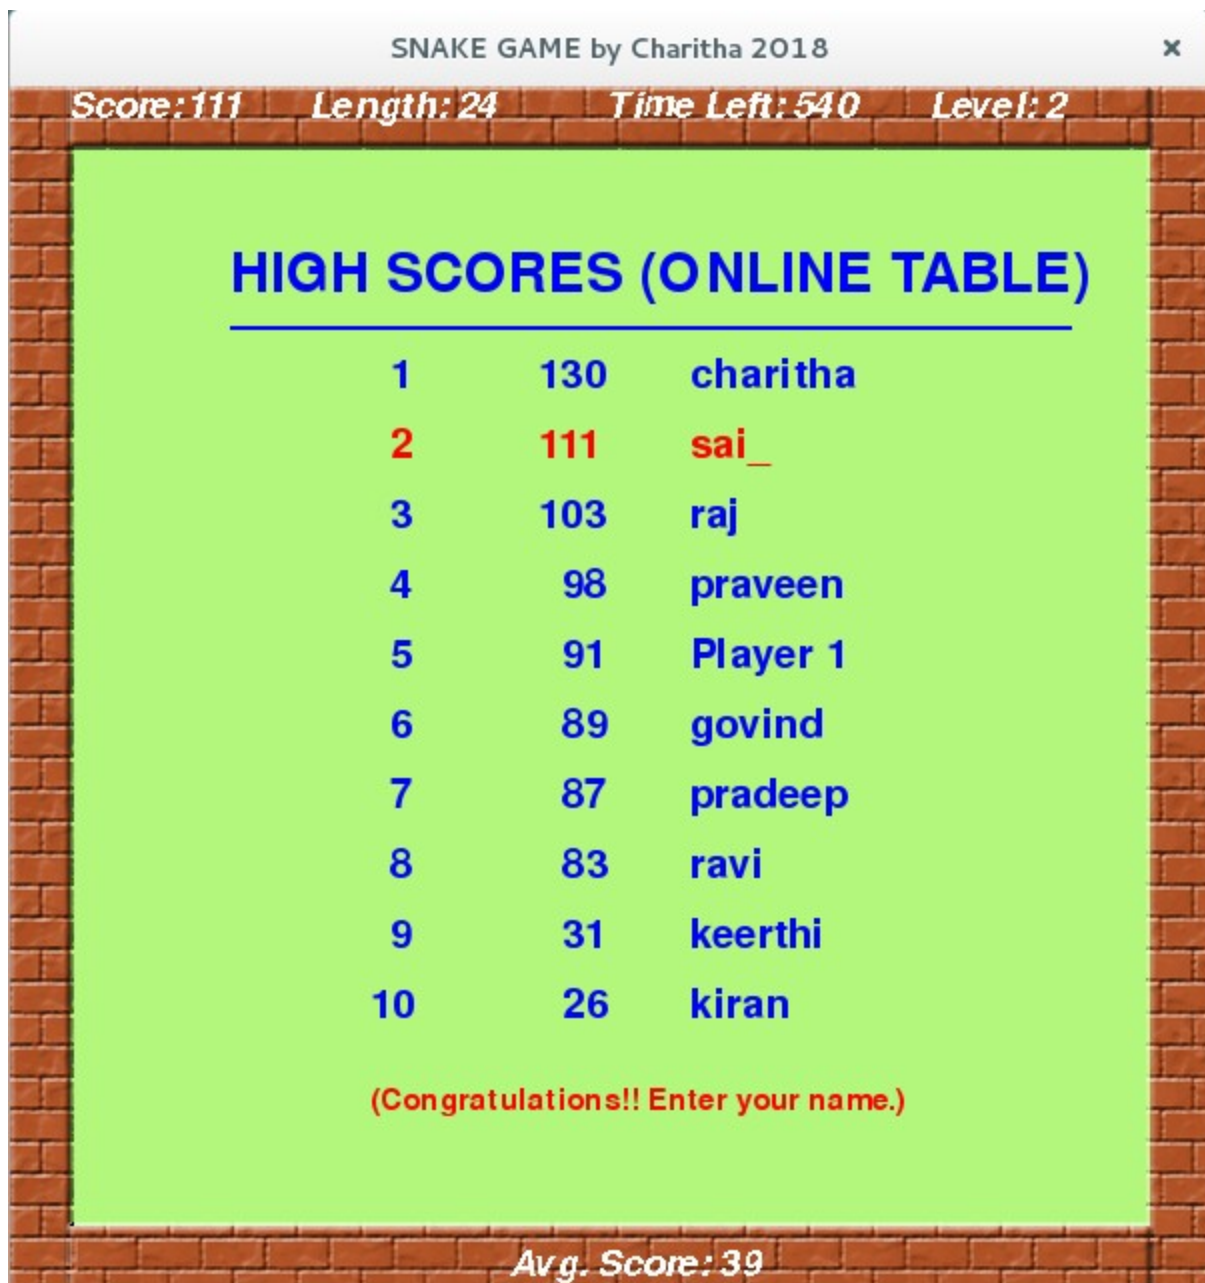 SNAKE GAME by Charitha 2018 ×
Score: 111 Length: 24 Time Left: 540 Level: 2
HIGH SCORES (ONLINE TABLE)
1 130 charitha
2 111 sai_
3 103 raj
4 98 praveen
5 91 Player 1
6 89 govind
7 87 pradeep
8 83 ravi
9 31 keerthi
10 26 kiran
(Congratulations!! Enter your name.)
Avg. Score: 39